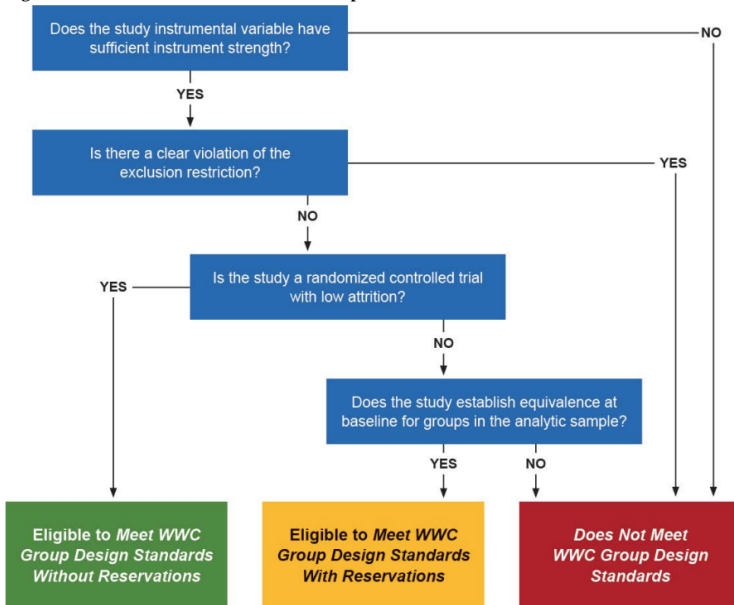 Does the study instrumental variable have
sufficient instrument strength?
NO
YES
Is there a clear violation of the
exclusion restriction?
YES
NO
Is the study a randomized controlled trial
with low attrition?
YES
NO
Does the study establish equivalence at
baseline for groups in the analytic sample?
YES
NO
Eligible to Meet WWC
Group Design Standards
Without Reservations
Eligible to Meet WWC
Group Design Standards
With Reservations
Does Not Meet
WWC Group Design
Standards